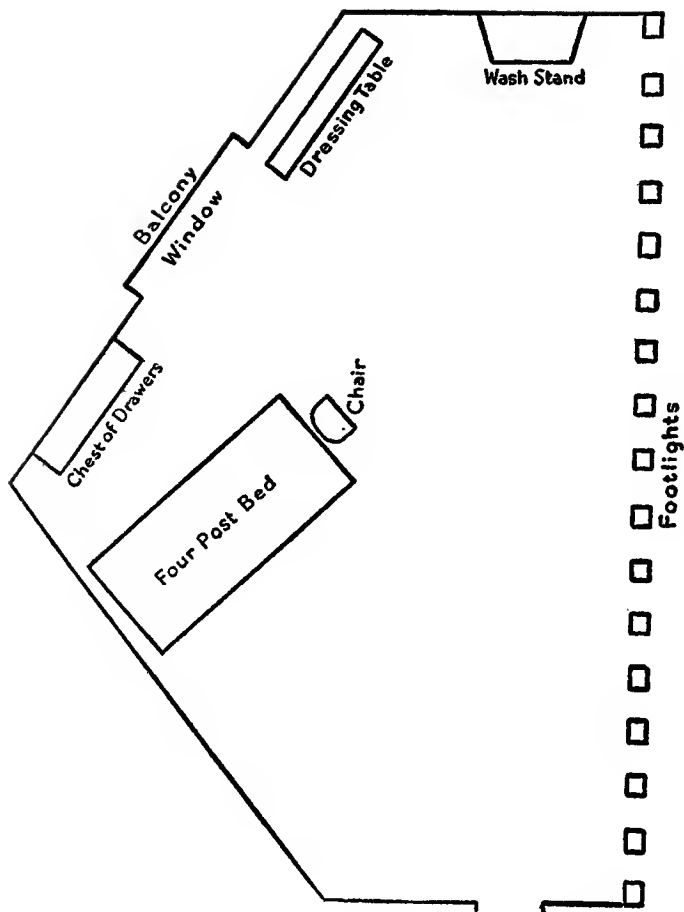 Wash Stand
Dressing Table
Balcony
Window
Chest of Drawers
Chair
Four Post Bed
Footlights